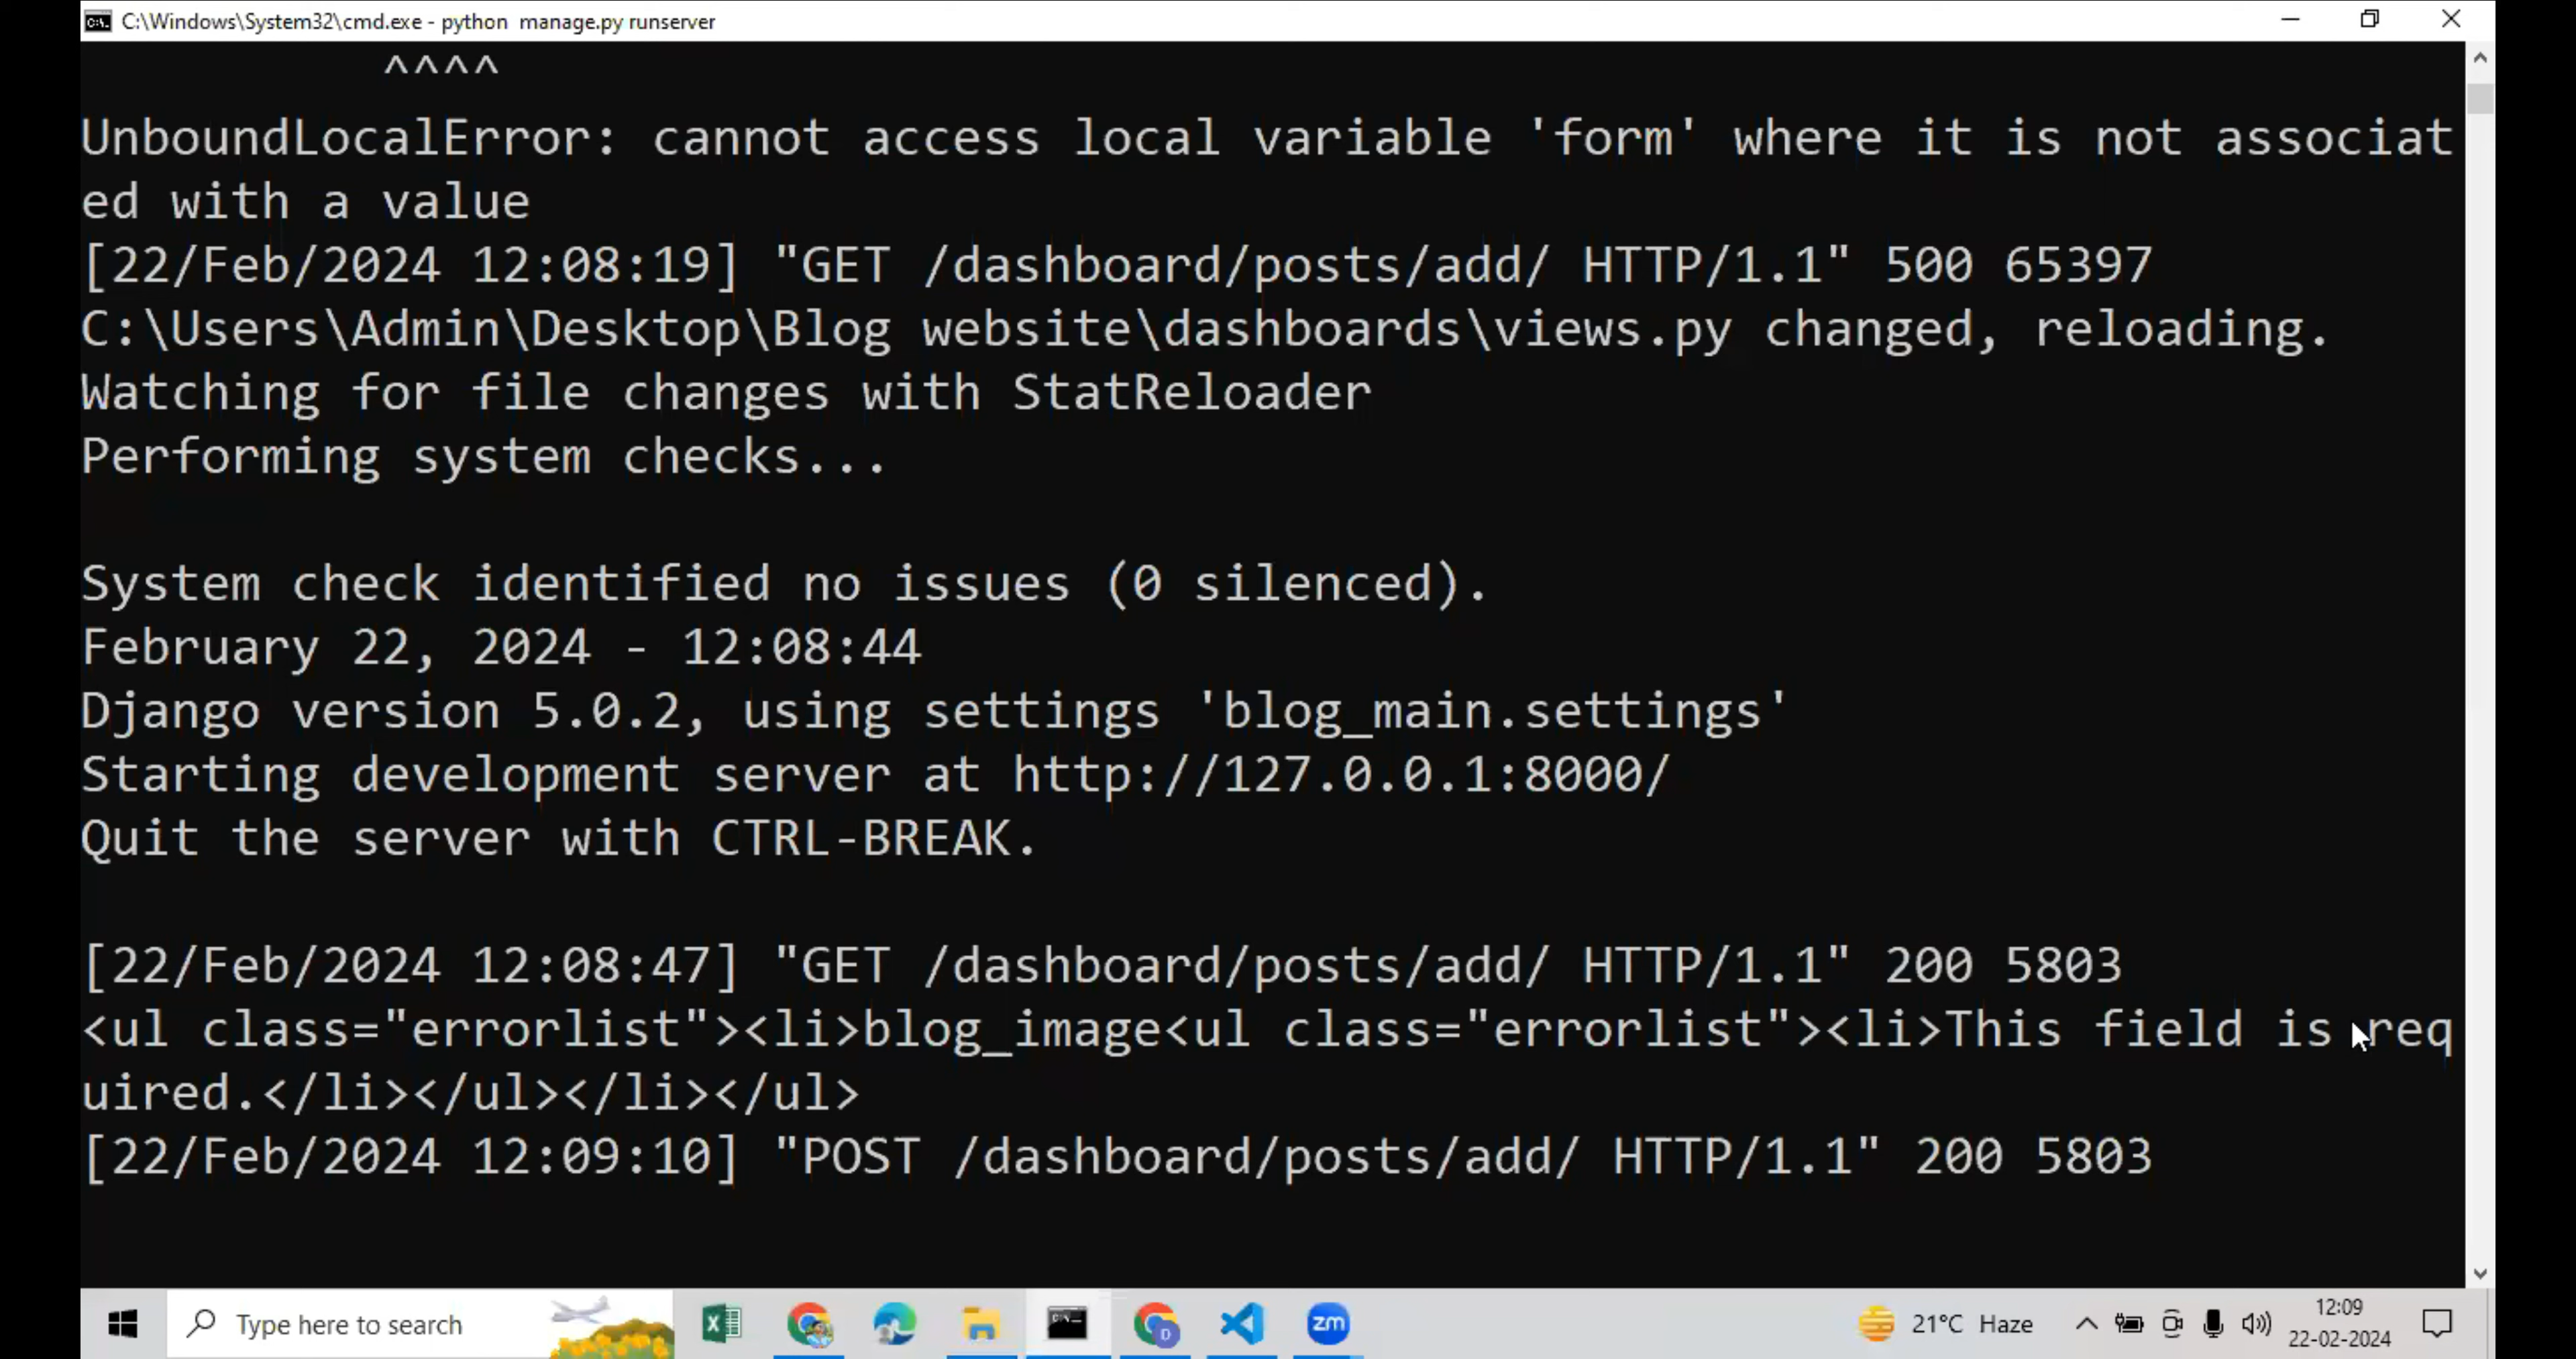 C:\Windows\System32\cmd.exe - python  manage.py runserver
^^^^
UnboundLocalError: cannot access local variable 'form' where it is not associat
ed with a value
[22/Feb/2024 12:08:19] "GET /dashboard/posts/add/ HTTP/1.1" 500 65397
C:\Users\Admin\Desktop\Blog website\dashboards\views.py changed, reloading.
Watching for file changes with StatReloader
Performing system checks...
System check identified no issues (0 silenced).
February 22, 2024 - 12:08:44
Django version 5.0.2, using settings 'blog_main.settings'
Starting development server at http://127.0.0.1:8000/
Quit the server with CTRL-BREAK.
[22/Feb/2024 12:08:47] "GET /dashboard/posts/add/ HTTP/1.1" 200 5803
<ul class="errorlist"><li>blog_image<ul class="errorlist"><li>This field is req
uired.</li></ul></li></ul>
[22/Feb/2024 12:09:10] "POST /dashboard/posts/add/ HTTP/1.1" 200 5803
Type here to search
zm
D
21°C Haze
12:09
22-02-2024